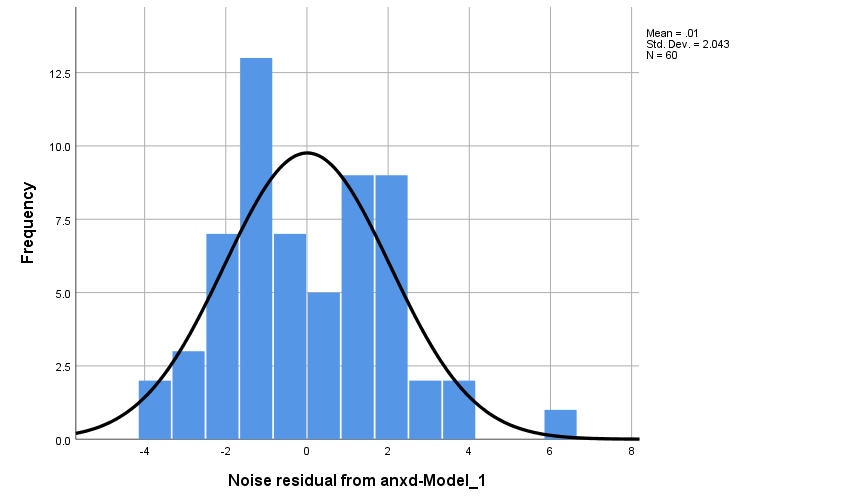 Mean = .01
Std. Dev. = 2.043
N = 60
12.5
10.0
7.5
5.0
2.5
0.0
Frequency
-4 -2 0 2 4 6 8
Noise residual from anxd-Model_1